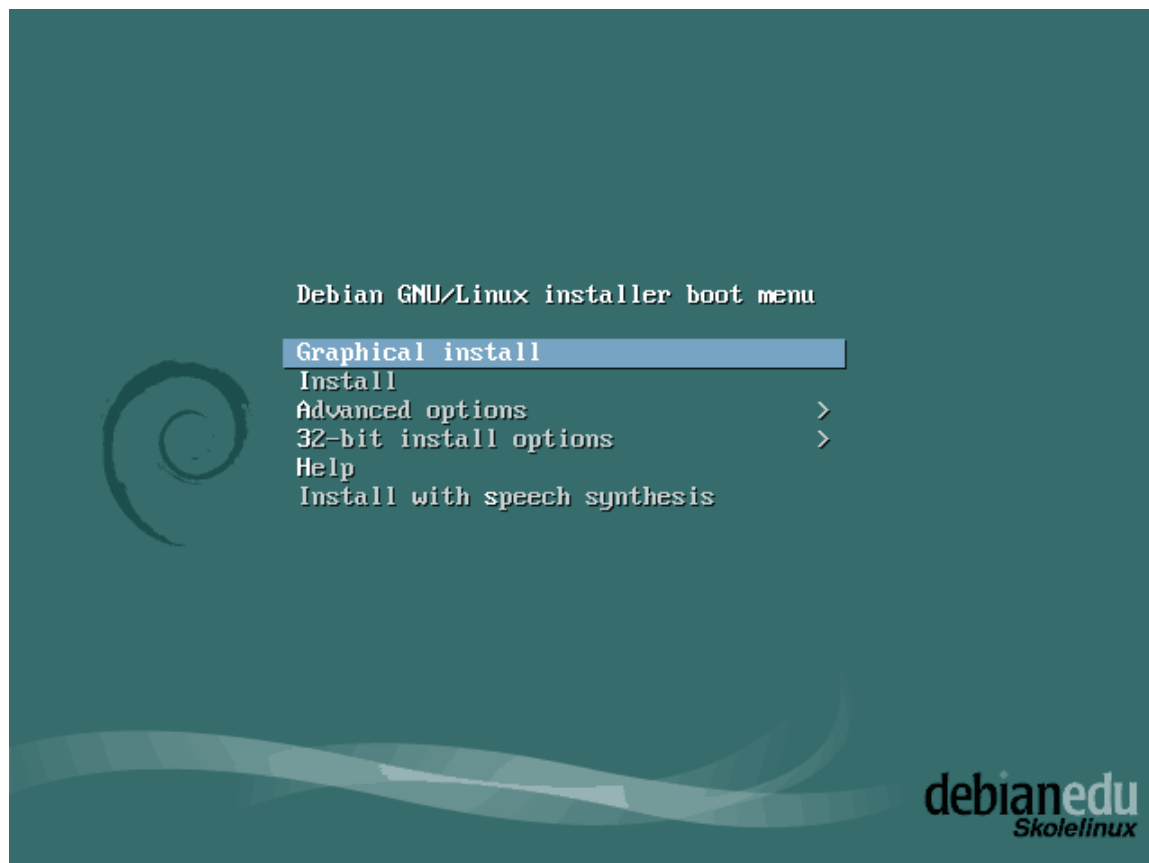 Debian GNU/Linux installer boot menu
Graphical install
Install
Advanced options >
32-bit install options >
Help
Install with speech synthesis
debianedu
Skolelinux